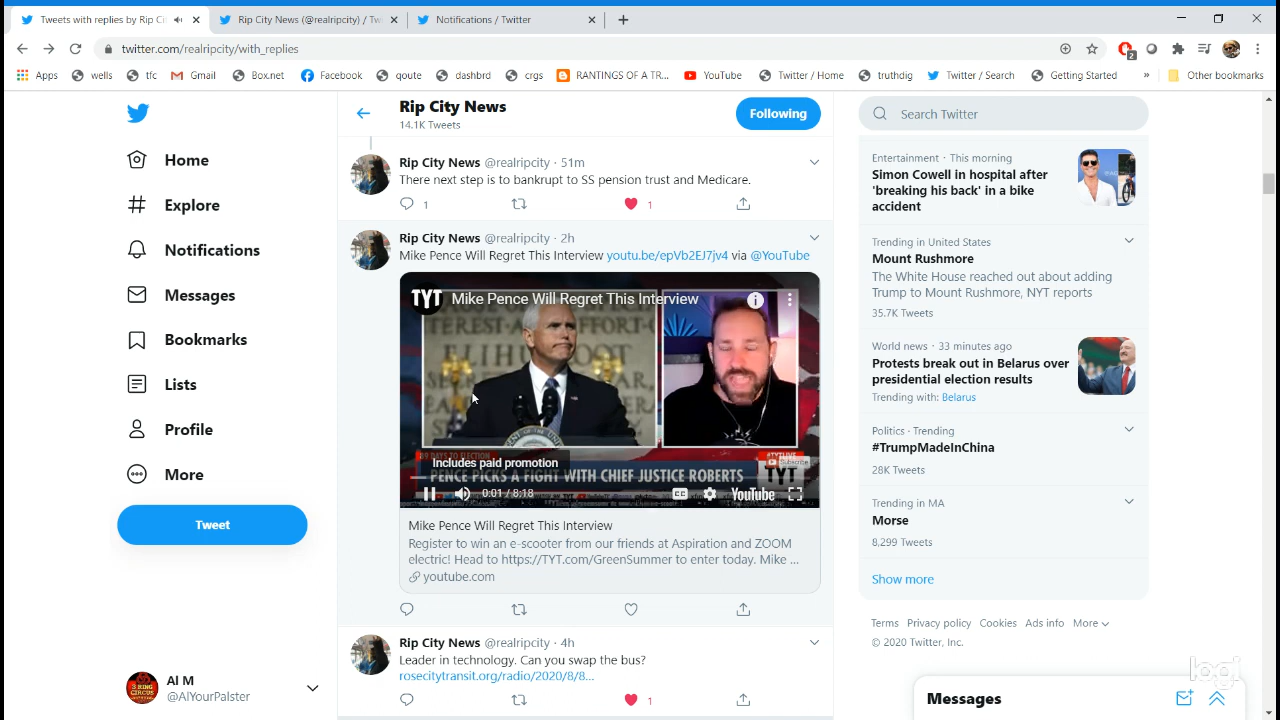 Tweets with replies by Rip Ci
Rip City News (@realripcity) / Tw
Notifications / Twitter
twitter.com/realripcity/with_replies
2
Apps
wells
tfc
Gmail
Box.net
Facebook
qoute
dashbrd
crgs
RANTINGS OF A TR...
YouTube
Twitter / Home
truthdig
Twitter / Search
Getting Started
»
Other bookmarks
Home
Explore
Notifications
Messages
Bookmarks
Lists
Profile
More
Tweet
Al M
@AlYourPalster
Rip City News
14.1K Tweets
Following
Rip City News @realripcity · 51m
There next step is to bankrupt to SS pension trust and Medicare.
1
1
Rip City News @realripcity · 2h
Mike Pence Will Regret This Interview youtu.be/epVb2EJ7jv4 via @YouTube
TYT
Mike Pence Will Regret This Interview
Includes paid promotion
PENCE PICKS A FIGHT WITH CHIEF JUSTICE ROBERTS
Subscribe
TYT
0:01 / 8:18
CC
YouTube
Mike Pence Will Regret This Interview
Register to win an e-scooter from our friends at Aspiration and ZOOM
electric! Head to https://TYT.com/GreenSummer to enter today. Mike ...
youtube.com
Rip City News @realripcity · 4h
Leader in technology. Can you swap the bus?
rosecitytransit.org/radio/2020/8/8...
1
Search Twitter
Entertainment · This morning
Simon Cowell in hospital after
'breaking his back' in a bike
accident
Trending in United States
Mount Rushmore
The White House reached out about adding
Trump to Mount Rushmore, NYT reports
35.7K Tweets
World news · 33 minutes ago
Protests break out in Belarus over
presidential election results
Trending with: Belarus
Politics · Trending
#TrumpMadeInChina
28K Tweets
Trending in MA
Morse
8,299 Tweets
Show more
Terms Privacy policy Cookies Ads info More
© 2020 Twitter, Inc.
logi
Messages